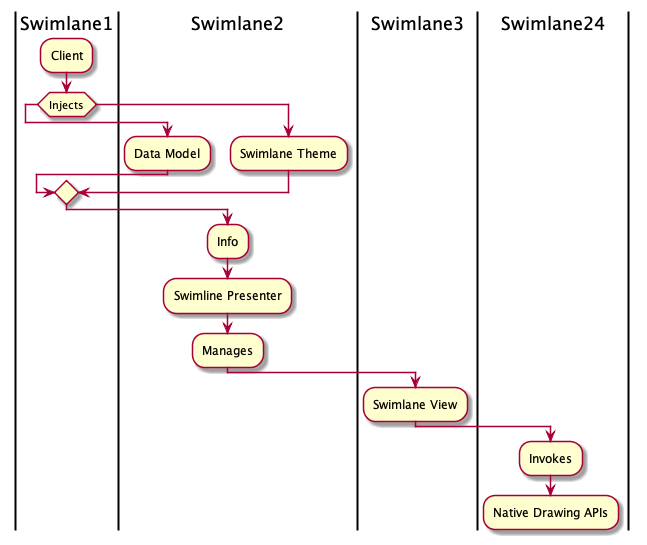 Swimlane1
Swimlane2
Swimlane3
Swimlane24
Client
Injects
Data Model
Swimlane Theme
Info
Swimline Presenter
Manages
Swimlane View
Invokes
Native Drawing APIs